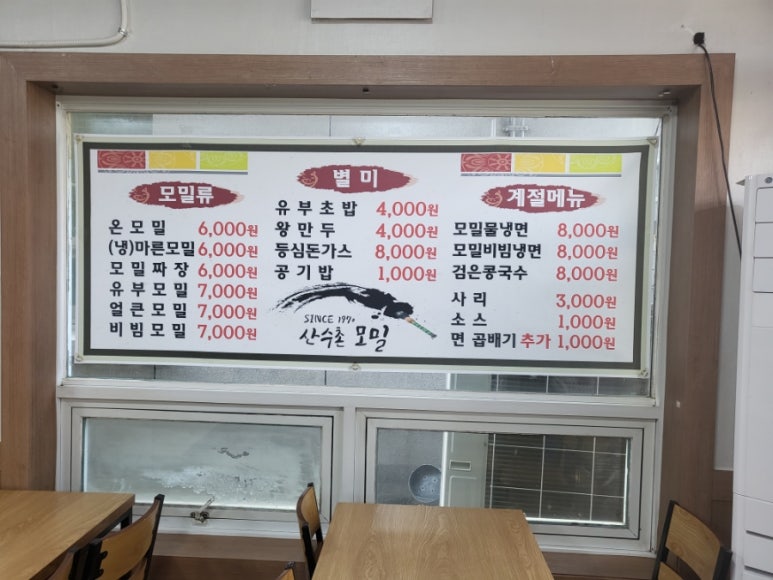 모밀류
온모밀 6,000원
(냉)마른모밀 6,000원
모밀짜장 6,000원
유부모밀 7,000원
얼큰모밀 7,000원
비빔모밀 7,000원
별미
유부초밥 4,000원
왕만두 4,000원
등심돈가스 8,000원
공기밥 1,000원
SINCE 1970
산수촌 모밀
계절메뉴
모밀물냉면 8,000원
모밀비빔냉면 8,000원
검은콩국수 8,000원
사리 3,000원
소스 1,000원
면 곱배기 추가 1,000원